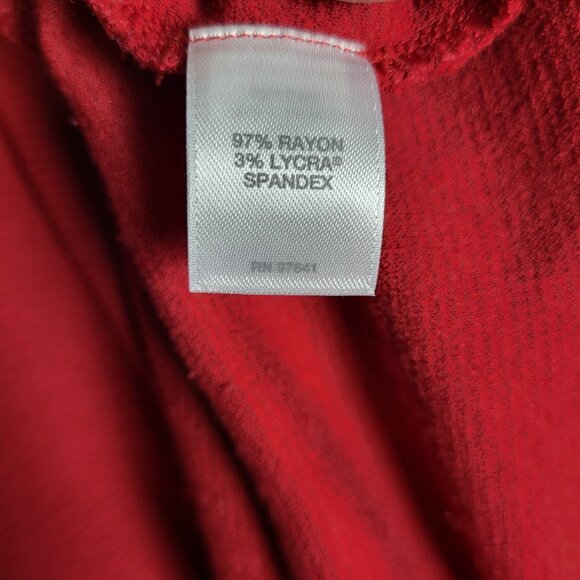 97% RAYON
3% LYCRA®
SPANDEX
RN 97641